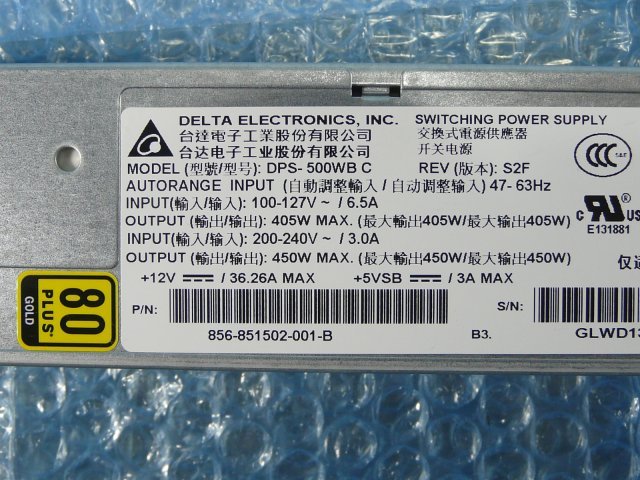 DELTA ELECTRONICS, INC. SWITCHING POWER SUPPLY
台達電子工業股份有限公司 交換式電源供應器
台达电子工业股份有限公司 开关电源
MODEL (型號/型号): DPS-500WB C REV (版本): S2F
AUTORANGE INPUT (自動調整輸入 / 自动调整输入) 47-63Hz
INPUT(輸入/输入): 100-127V ~ / 6.5A
OUTPUT (輸出/输出): 405W MAX. (最大輸出405W/最大输出405W)
INPUT(輸入/输入): 200-240V ~ / 3.0A
OUTPUT (輸出/输出): 450W MAX. (最大輸出450W/最大输出450W)
+12V ⎓ / 36.26A MAX +5VSB ⎓ / 3A MAX
P/N: S/N:
856-851502-001-B B3. GLWD13
CCC
c RU US
E131881
仅适
80
PLUS
GOLD